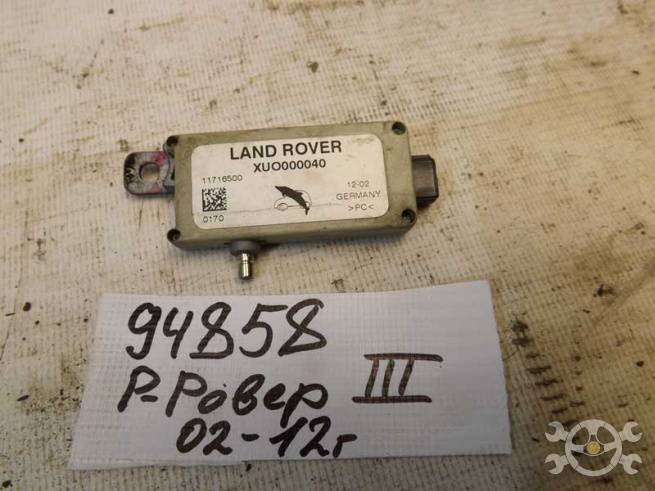 LAND ROVER
XUO000040
11716500
12-02
GERMANY
0170
>PC<
94858
Р-Ровер III
02-12г